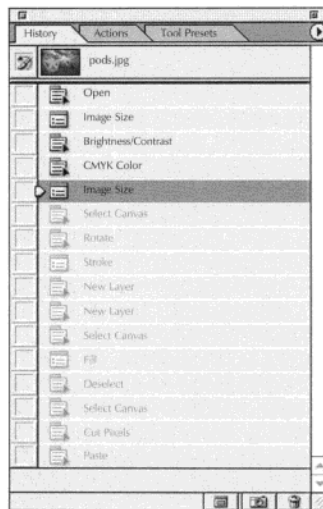 History Actions Tool Presets
pods.jpg
Open
Image Size
Brightness/Contrast
CMYK Color
Image Size
Select Canvas
Rotate
Stroke
New Layer
New Layer
Select Canvas
Fill
Deselect
Select Canvas
Cut Pixels
Paste